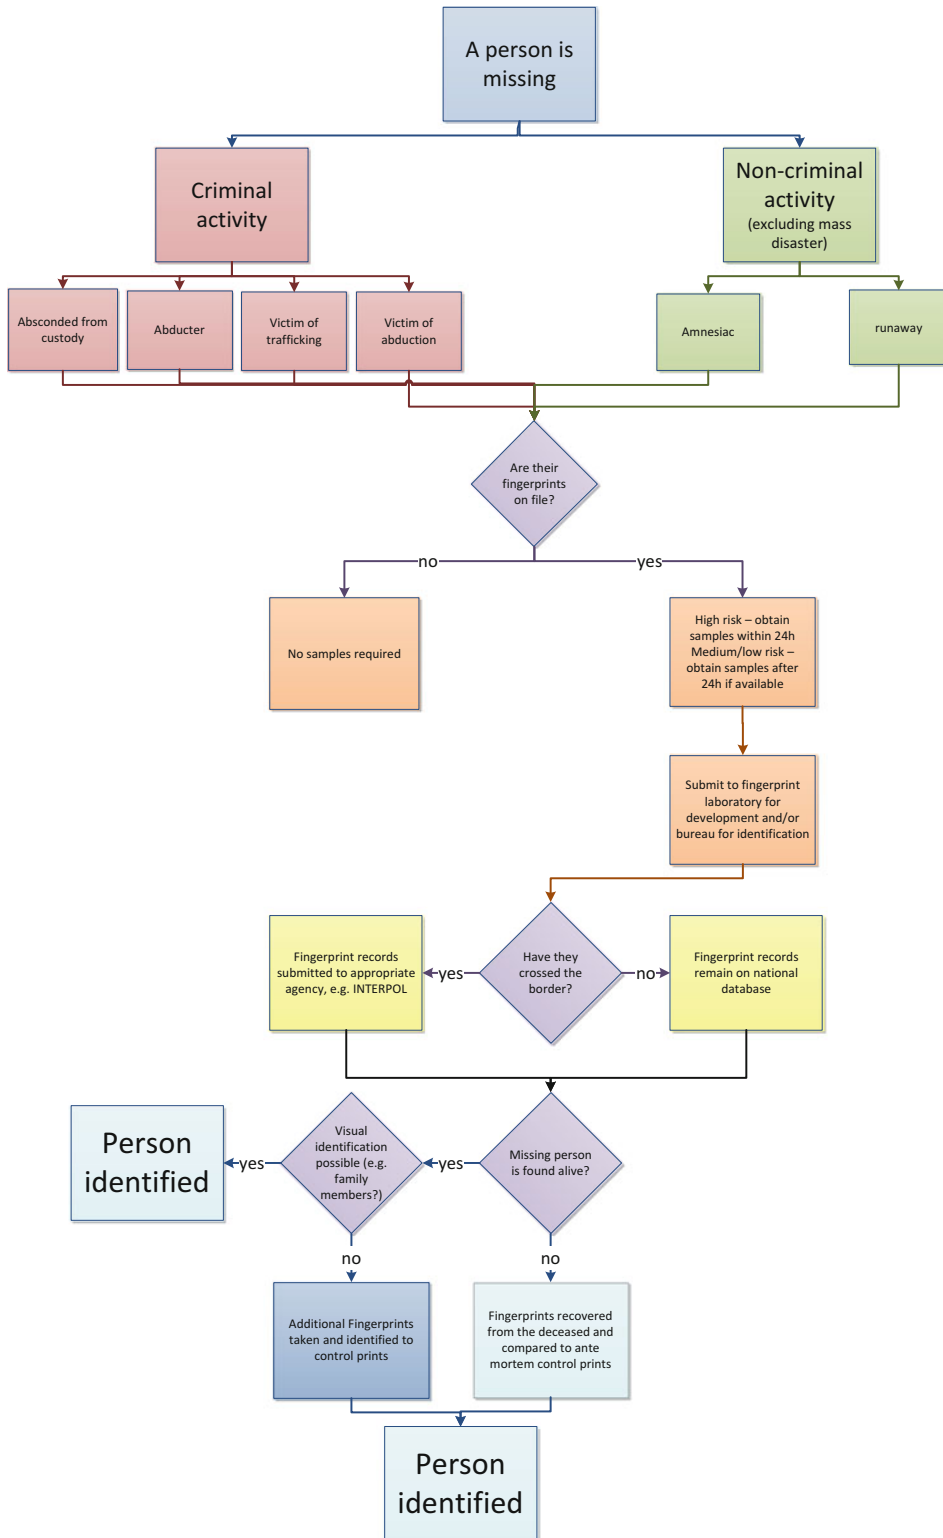 A person is
missing
Criminal
activity
Non-criminal
activity
(excluding mass
disaster)
Absconded from
custody
Abducter
Victim of
trafficking
Victim of
abduction
Amnesiac
runaway
Are their
fingerprints
on file?
no
yes
No samples required
High risk – obtain
samples within 24h
Medium/low risk –
obtain samples after
24h if available
Submit to fingerprint
laboratory for
development and/or
bureau for identification
Fingerprint records
submitted to appropriate
agency, e.g. INTERPOL
yes
Have they
crossed the
border?
no
Fingerprint records
remain on national
database
Person
identified
yes
Visual
identification
possible (e.g.
family
members?)
yes
Missing person
is found alive?
no
no
Additional Fingerprints
taken and identified to
control prints
Fingerprints recovered
from the deceased and
compared to ante
mortem control prints
Person
identified